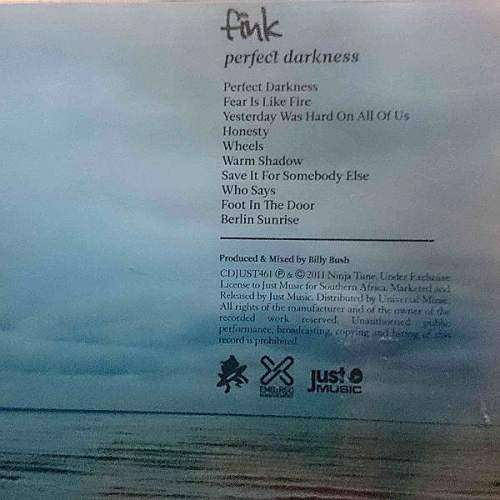 fink
perfect darkness
Perfect Darkness
Fear Is Like Fire
Yesterday Was Hard On All Of Us
Honesty
Wheels
Warm Shadow
Save It For Somebody Else
Who Says
Foot In The Door
Berlin Sunrise
Produced & Mixed by Billy Bush
CDJUST461 ℗ & © 2011 Ninja Tune. Under Exclusive
License to Just Music for Southern Africa. Marketed and
Released by Just Music. Distributed by Universal Music.
All rights of the manufacturer and of the owner of the
recorded work reserved. Unauthorised public
performance, broadcasting, copying and hiring of this
record is prohibited.
just MUSIC